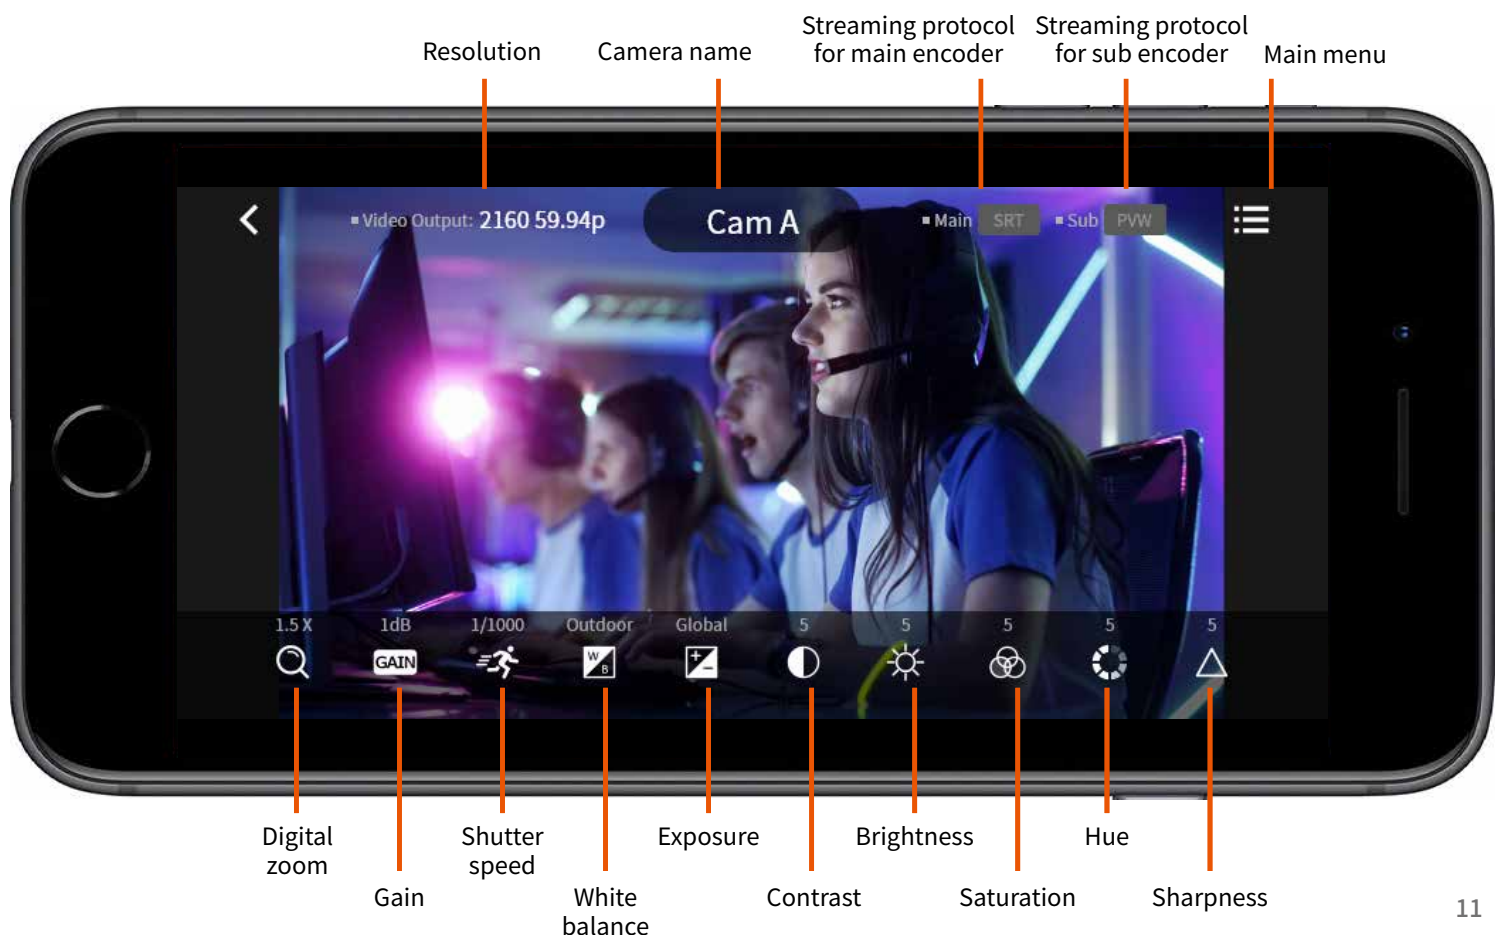 Resolution
Camera name
Streaming protocol
for main encoder
Streaming protocol
for sub encoder
Main menu
Video Output: 2160 59.94p
Cam A
Main SRT
Sub PVW
1.5 X
1dB
1/1000
Outdoor
Global
5
5
5
5
5
GAIN
W
B
Digital
zoom
Gain
Shutter
speed
White
balance
Exposure
Contrast
Brightness
Saturation
Hue
Sharpness
11